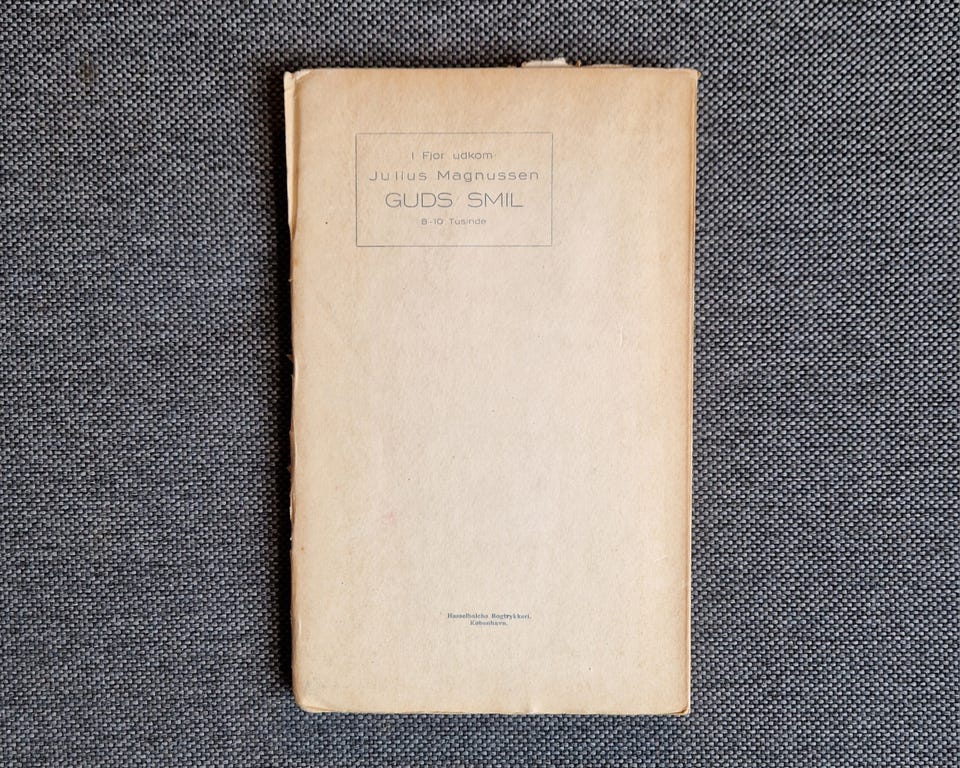 I Fjor udkom
Julius Magnussen
GUDS SMIL
8-10. Tusinde
Hasselbalchs Bogtrykkeri.
København.